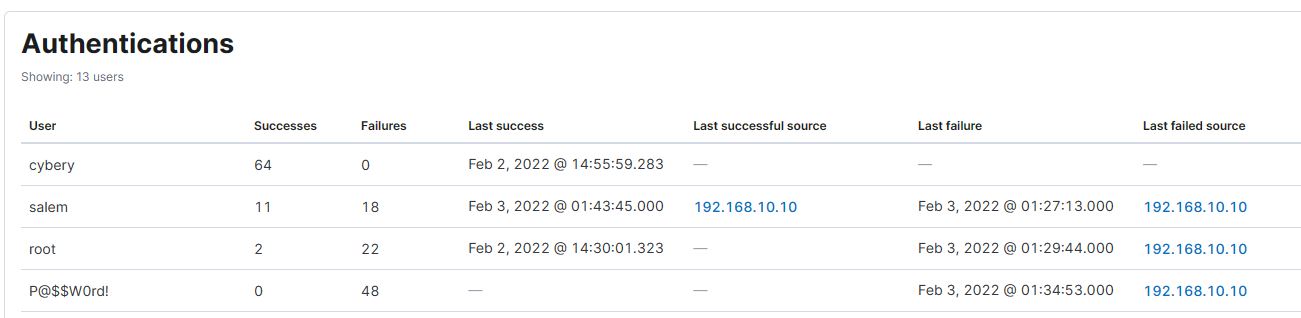 Authentications
Showing: 13 users
User Successes Failures Last success Last successful source Last failure Last failed source
cybery 64 0 Feb 2, 2022 @ 14:55:59.283 — — —
salem 11 18 Feb 3, 2022 @ 01:43:45.000 192.168.10.10 Feb 3, 2022 @ 01:27:13.000 192.168.10.10
root 2 22 Feb 2, 2022 @ 14:30:01.323 — Feb 3, 2022 @ 01:29:44.000 192.168.10.10
P@$$W0rd! 0 48 — — Feb 3, 2022 @ 01:34:53.000 192.168.10.10